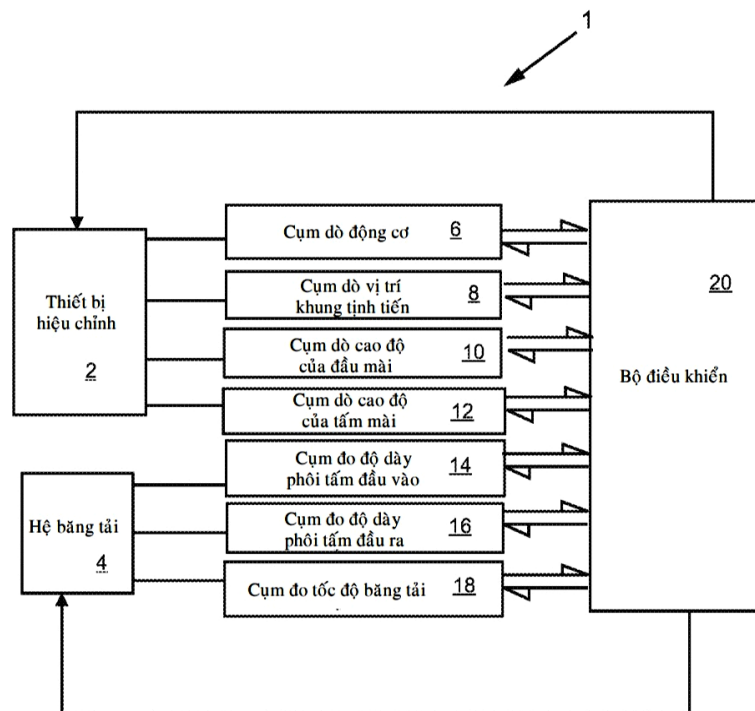 1
Cụm dò động cơ 6
Thiết bị
hiệu chỉnh
2
Cụm dò vị trí
khung tịnh tiến 8
Cụm dò cao độ
của đầu mài 10
Cụm dò cao độ
của tấm mài 12
Cụm đo độ dày
phôi tấm đầu vào 14
Hệ băng tải
4
Cụm đo độ dày
phôi tấm đầu ra 16
Cụm đo tốc độ băng tải 18
20
Bộ điều khiển